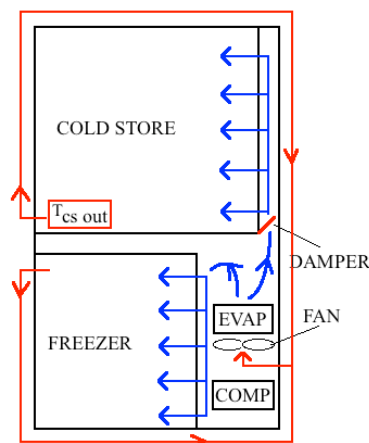 COLD STORE
Tcs out
DAMPER
EVAP
FAN
FREEZER
COMP